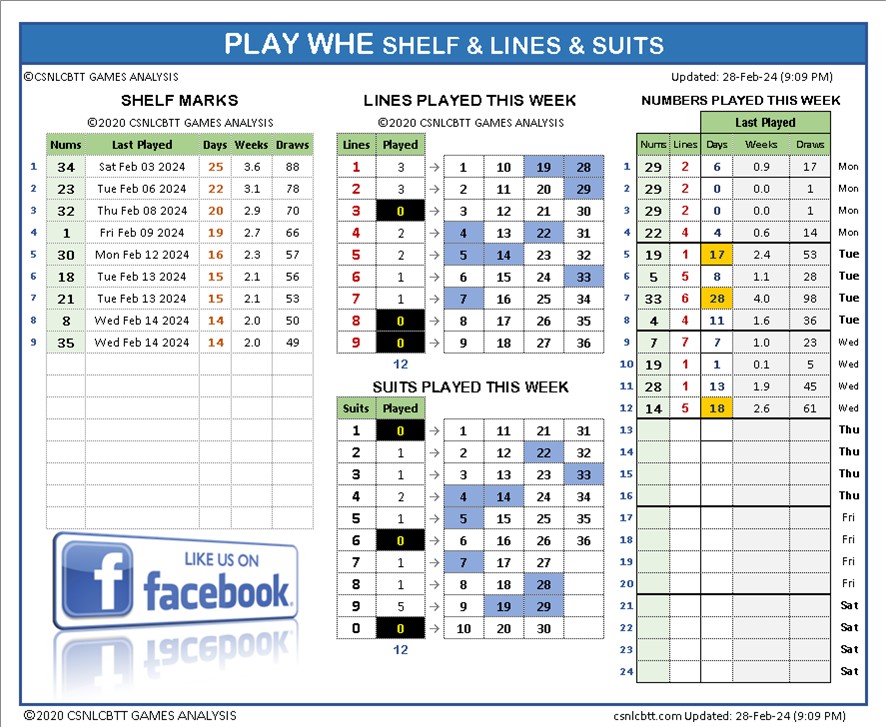 PLAY WHE SHELF & LINES & SUITS
©CSNLCBTT GAMES ANALYSIS
Updated: 28-Feb-24 (9:09 PM)
SHELF MARKS
©2020 CSNLCBTT GAMES ANALYSIS
Nums Last Played Days Weeks Draws
1 34 Sat Feb 03 2024 25 3.6 88
2 23 Tue Feb 06 2024 22 3.1 78
3 32 Thu Feb 08 2024 20 2.9 70
4 1 Fri Feb 09 2024 19 2.7 66
5 30 Mon Feb 12 2024 16 2.3 57
6 18 Tue Feb 13 2024 15 2.1 56
7 21 Tue Feb 13 2024 15 2.1 53
8 8 Wed Feb 14 2024 14 2.0 50
9 35 Wed Feb 14 2024 14 2.0 49
LIKE US ON
facebook
LINES PLAYED THIS WEEK
©2020 CSNLCBTT GAMES ANALYSIS
Lines Played
1 3 → 1 10 19 28
2 3 → 2 11 20 29
3 0 → 3 12 21 30
4 2 → 4 13 22 31
5 2 → 5 14 23 32
6 1 → 6 15 24 33
7 1 → 7 16 25 34
8 0 → 8 17 26 35
9 0 → 9 18 27 36
12
SUITS PLAYED THIS WEEK
Suits Played
1 0 → 1 11 21 31
2 1 → 2 12 22 32
3 1 → 3 13 23 33
4 2 → 4 14 24 34
5 1 → 5 15 25 35
6 0 → 6 16 26 36
7 1 → 7 17 27
8 1 → 8 18 28
9 5 → 9 19 29
0 0 → 10 20 30
12
NUMBERS PLAYED THIS WEEK
Last Played
Nums Lines Days Weeks Draws
1 29 2 6 0.9 17 Mon
2 29 2 0 0.0 1 Mon
3 29 2 0 0.0 1 Mon
4 22 4 4 0.6 14 Mon
5 19 1 17 2.4 53 Tue
6 5 5 8 1.1 28 Tue
7 33 6 28 4.0 98 Tue
8 4 4 11 1.6 36 Tue
9 7 7 7 1.0 23 Wed
10 19 1 1 0.1 5 Wed
11 28 1 13 1.9 45 Wed
12 14 5 18 2.6 61 Wed
13 Thu
14 Thu
15 Thu
16 Thu
17 Fri
18 Fri
19 Fri
20 Fri
21 Sat
22 Sat
23 Sat
24 Sat
©2020 CSNLCBTT GAMES ANALYSIS
csnlcbtt.com Updated: 28-Feb-24 (9:09 PM)